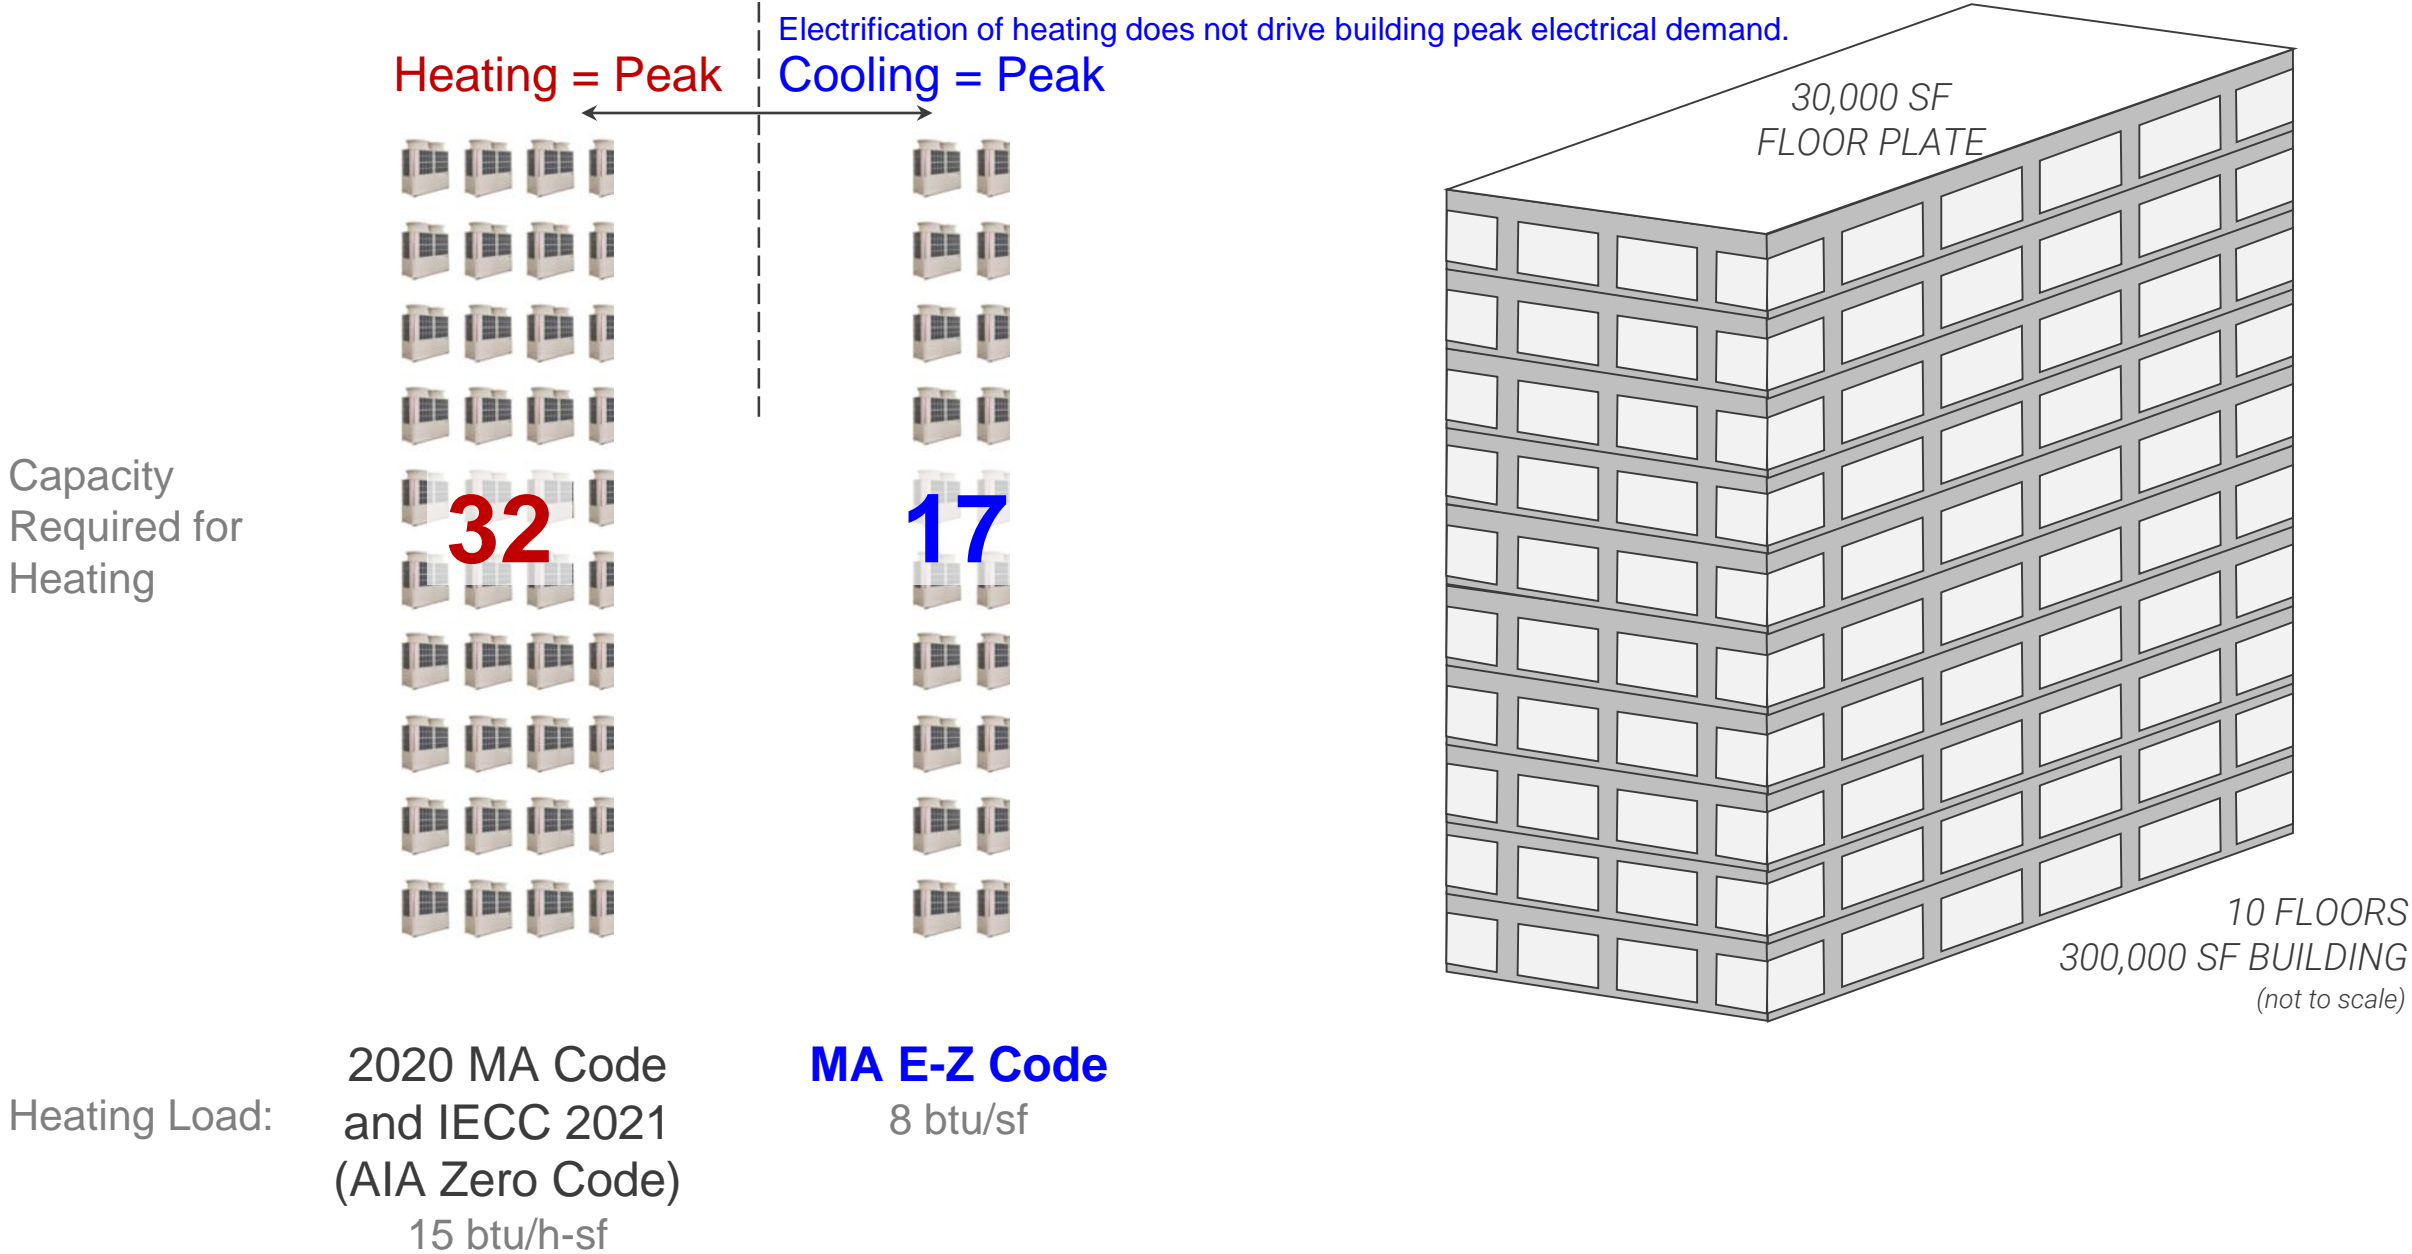 Electrification of heating does not drive building peak electrical demand.
Heating = Peak
Cooling = Peak
30,000 SF
FLOOR PLATE
Capacity
Required for
Heating
32
17
10 FLOORS
300,000 SF BUILDING
(not to scale)
Heating Load:
2020 MA Code
and IECC 2021
(AIA Zero Code)
15 btu/h-sf
MA E-Z Code
8 btu/sf